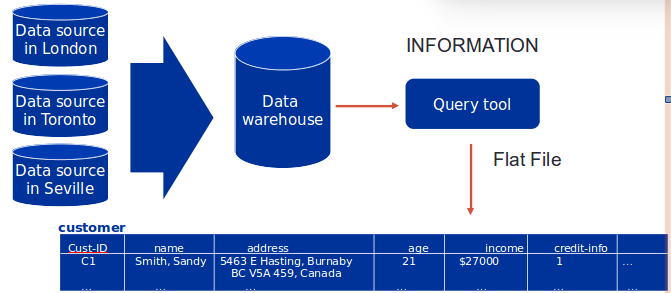 Data source
in London
Data source
in Toronto
Data source
in Seville
Data
warehouse
INFORMATION
Query tool
Flat File
customer
Cust-ID name address age income credit-info
C1 Smith, Sandy 5463 E Hasting, Burnaby 21 $27000 1 ...
BC V5A 459, Canada
... ... ... ... ... ... ...